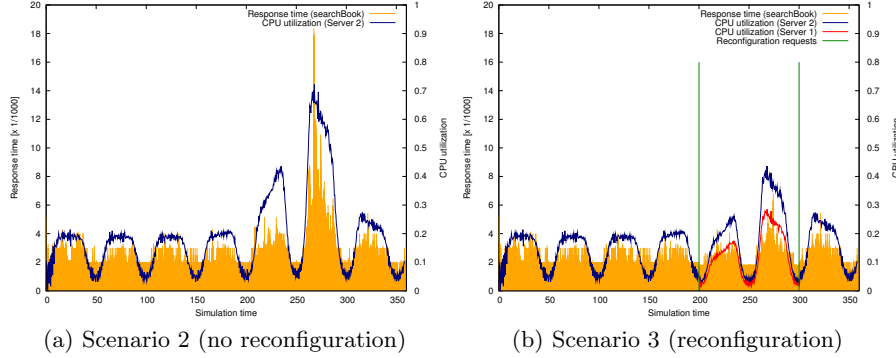 Response time (searchBook)
CPU utilization (Server 2)
20
18
16
14
12
10
8
6
4
2
0
Response time [x 1/1000]
1
0.9
0.8
0.7
0.6
0.5
0.4
0.3
0.2
0.1
0
CPU utilization
0 50 100 150 200 250 300 350
Simulation time
(a) Scenario 2 (no reconfiguration)
Response time (searchBook)
CPU utilization (Server 2)
CPU utilization (Server 1)
Reconfiguration requests
20
18
16
14
12
10
8
6
4
2
0
Response time [x 1/1000]
1
0.9
0.8
0.7
0.6
0.5
0.4
0.3
0.2
0.1
0
CPU utilization
0 50 100 150 200 250 300 350
Simulation time
(b) Scenario 3 (reconfiguration)